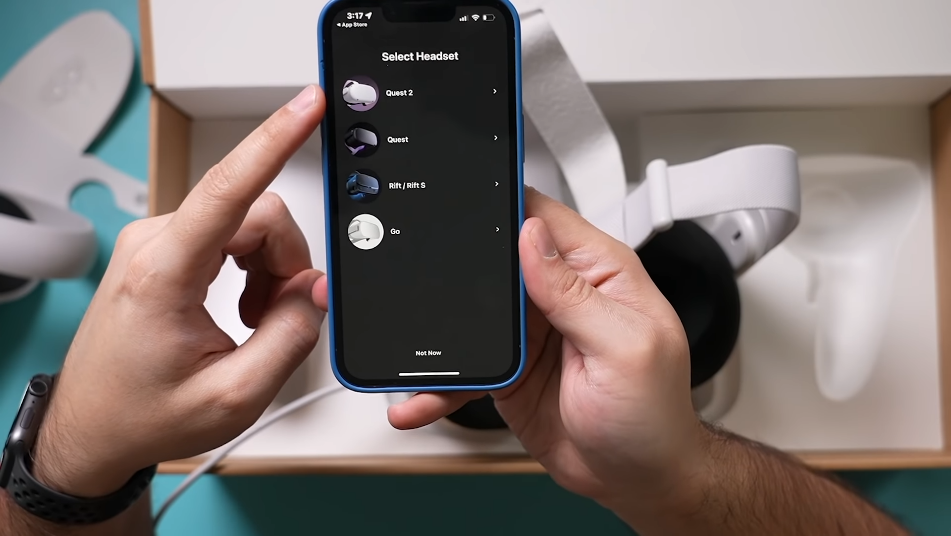 3:17
App Store
Select Headset
Quest 2
Quest
Rift / Rift S
Go
Not Now